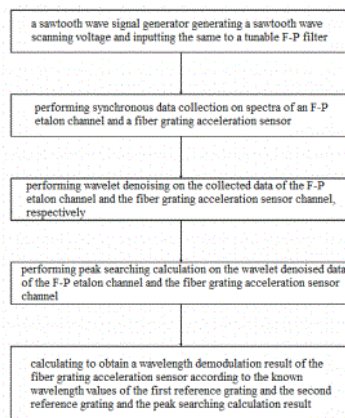 a sawtooth wave signal generator generating a sawtooth wave
scanning voltage and inputting the same to a tunable F-P filter
performing synchronous data collection on spectra of an F-P
etalon channel and a fiber grating acceleration sensor
performing wavelet denoising on the collected data of the F-P
etalon channel and the fiber grating acceleration sensor channel,
respectively
performing peak searching calculation on the wavelet denoised data
of the F-P etalon channel and the fiber grating acceleration sensor
channel
calculating to obtain a wavelength demodulation result of the
fiber grating acceleration sensor according to the known
wavelength values of the first reference grating and the second
reference grating and the peak searching calculation result